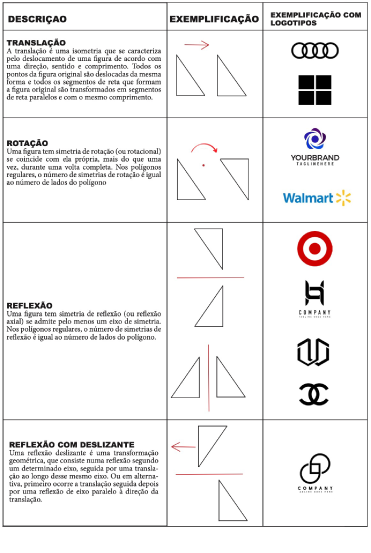 DESCRIÇAO
EXEMPLIFICAÇÃO
EXEMPLIFICAÇÃO COM
LOGOTIPOS
TRANSLAÇÃO
A translação é uma isometria que se caracteriza
pelo deslocamento de uma figura de acordo com
uma direção, sentido e comprimento. Todos os
pontos da figura original são deslocadas da mesma
forma e todos os segmentos de reta que formam
a figura original são transformados em segmentos
de reta paralelos e com o mesmo comprimento.
ROTAÇÃO
Uma figura tem simetria de rotação (ou rotacional)
se coincide com ela própria, mais do que uma
vez, durante uma volta completa. Nos polígonos
regulares, o número de simetrias de rotação é igual
ao número de lados do polígono
YOURBRAND
TAGLINEHERE
Walmart
REFLEXÃO
Uma figura tem simetria de reflexão (ou reflexão
axial) se admite pelo menos um eixo de simetria.
Nos polígonos regulares, o número de simetrias de
reflexão é igual ao número de lados do polígono.
COMPANY
REFLEXÃO COM DESLIZANTE
Uma reflexão deslizante é uma transformação
geométrica, que consiste numa reflexão segundo
um determinado eixo, seguida por uma transla-
ção ao longo desse mesmo eixo. Ou em alterna-
tiva, primeiro ocorre a translação seguida depois
por uma reflexão de eixo paralelo à direção da
translação.
COMPANY